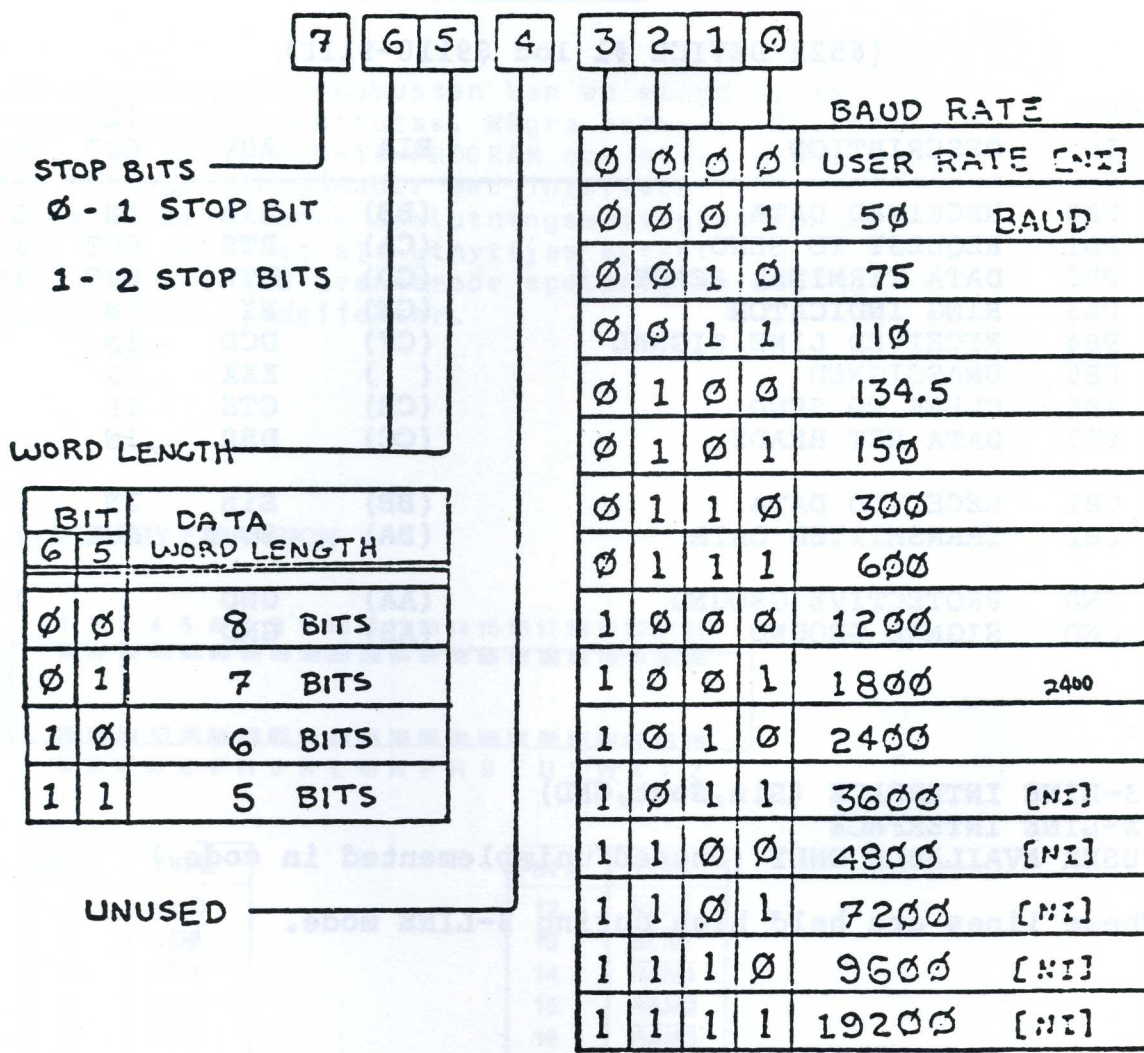 7 6 5 4 3 2 1 Ø
BAUD RATE
STOP BITS
Ø - 1 STOP BIT
1 - 2 STOP BITS
WORD LENGTH
BIT DATA
6 5 WORD LENGTH
Ø Ø 8 BITS
Ø 1 7 BITS
1 Ø 6 BITS
1 1 5 BITS
UNUSED
Ø Ø Ø Ø USER RATE [NI]
Ø Ø Ø 1 5Ø BAUD
Ø Ø 1 Ø 75
Ø Ø 1 1 11Ø
Ø 1 Ø Ø 134.5
Ø 1 Ø 1 15Ø
Ø 1 1 Ø 3ØØ
Ø 1 1 1 6ØØ
1 Ø Ø Ø 12ØØ
1 Ø Ø 1 18ØØ 2400
1 Ø 1 Ø 24ØØ
1 Ø 1 1 36ØØ [NI]
1 1 Ø Ø 48ØØ [NI]
1 1 Ø 1 72ØØ [NI]
1 1 1 Ø 96ØØ [NI]
1 1 1 1 192ØØ [NI]